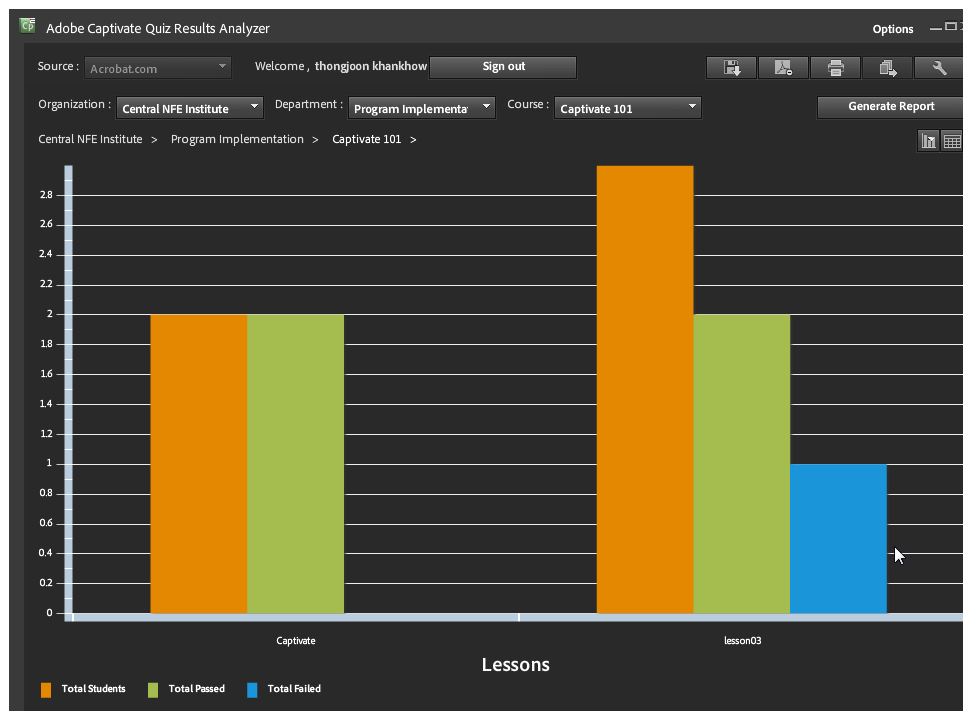 Cp
Adobe Captivate Quiz Results Analyzer
Options
Source : Acrobat.com Welcome , thongjoon khankhow Sign out
Organization : Central NFE Institute Department : Program Implementa Course : Captivate 101 Generate Report
Central NFE Institute > Program Implementation > Captivate 101 >
2.8
2.6
2.4
2.2
2
1.8
1.6
1.4
1.2
1
0.8
0.6
0.4
0.2
0
Captivate lesson03
Lessons
Total Students Total Passed Total Failed